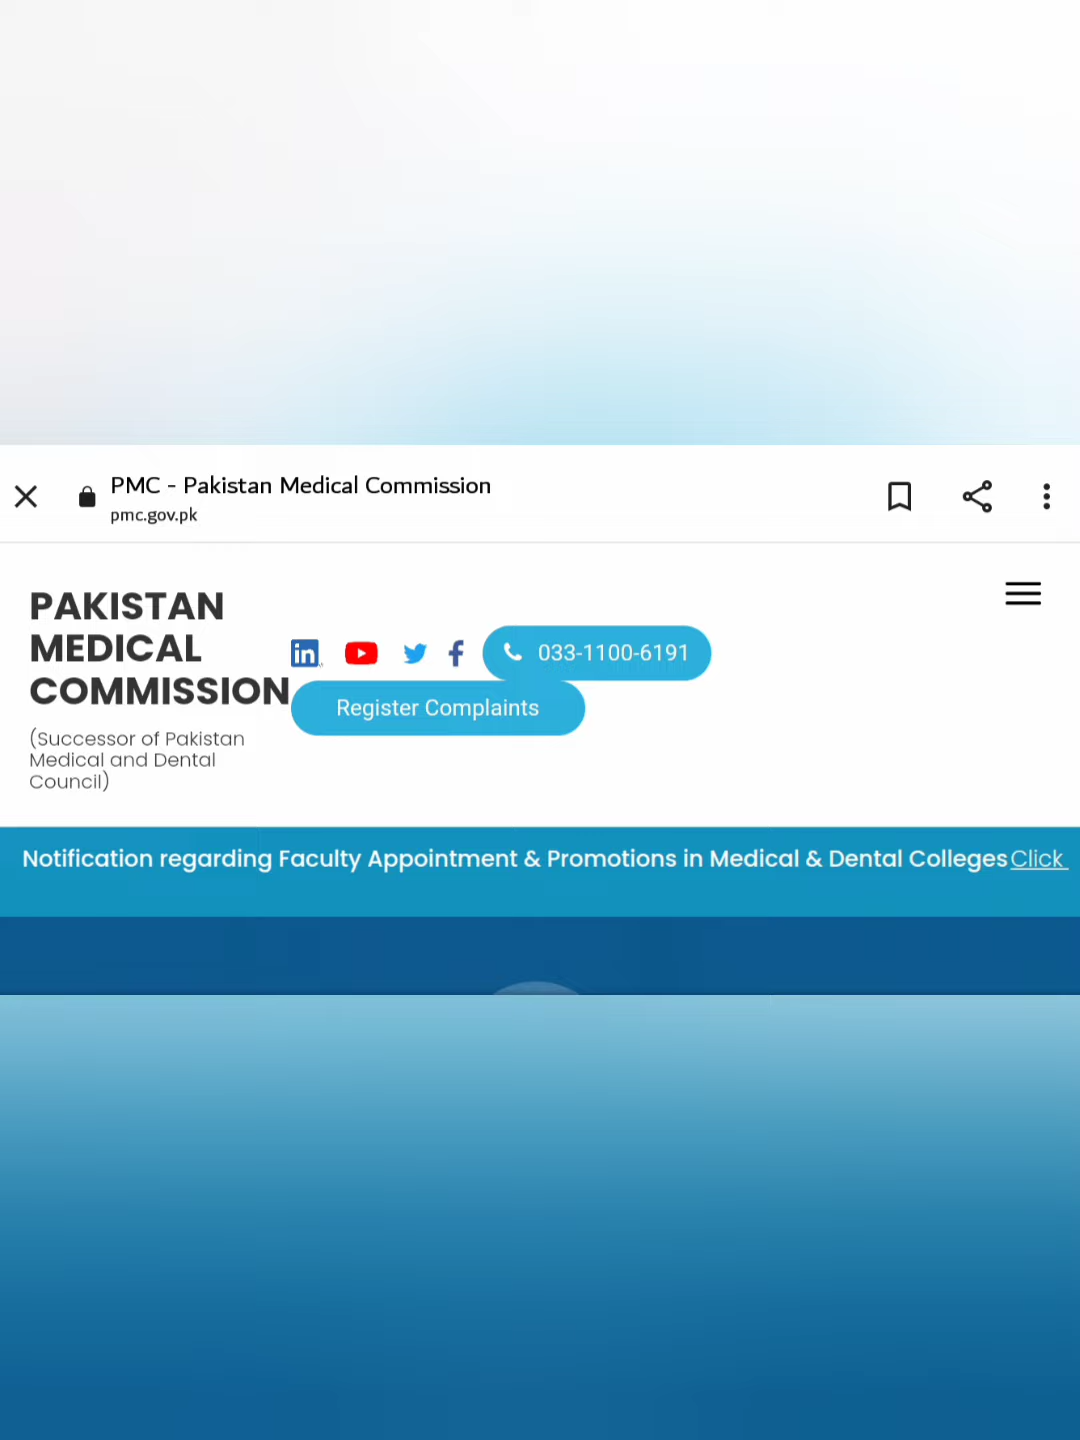 PMC - Pakistan Medical Commission
pmc.gov.pk
PAKISTAN
MEDICAL
COMMISSION
(Successor of Pakistan
Medical and Dental
Council)
in
033-1100-6191
Register Complaints
Notification regarding Faculty Appointment & Promotions in Medical & Dental Colleges Click